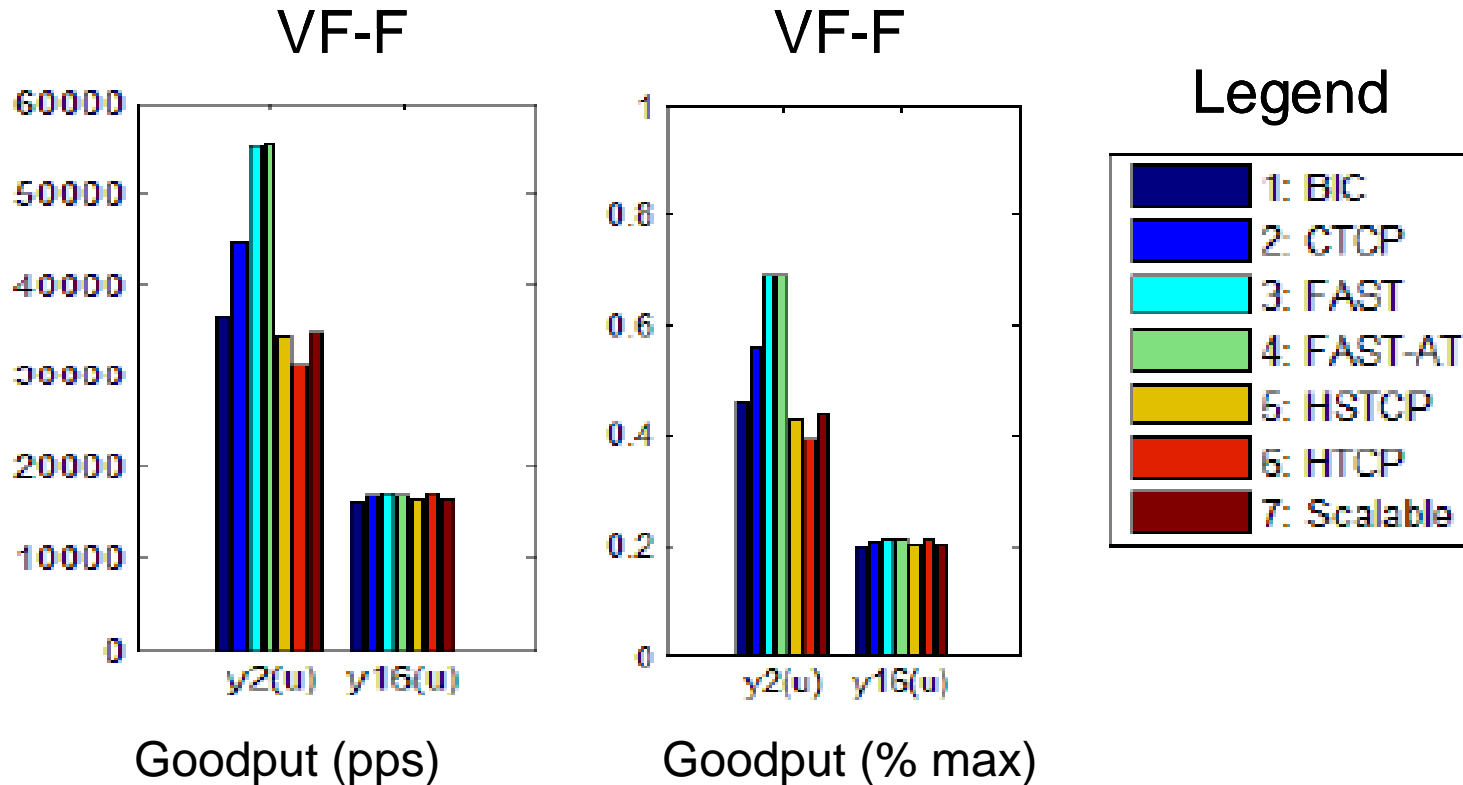 VF-F
60000
50000
40000
30000
20000
10000
0
y2(u) y16(u)
Goodput (pps)
VF-F
1
0.8
0.6
0.4
0.2
0
y2(u) y16(u)
Goodput (% max)
Legend
1: BIC
2: CTCP
3: FAST
4: FAST-AT
5: HSTCP
6: HTCP
7: Scalable